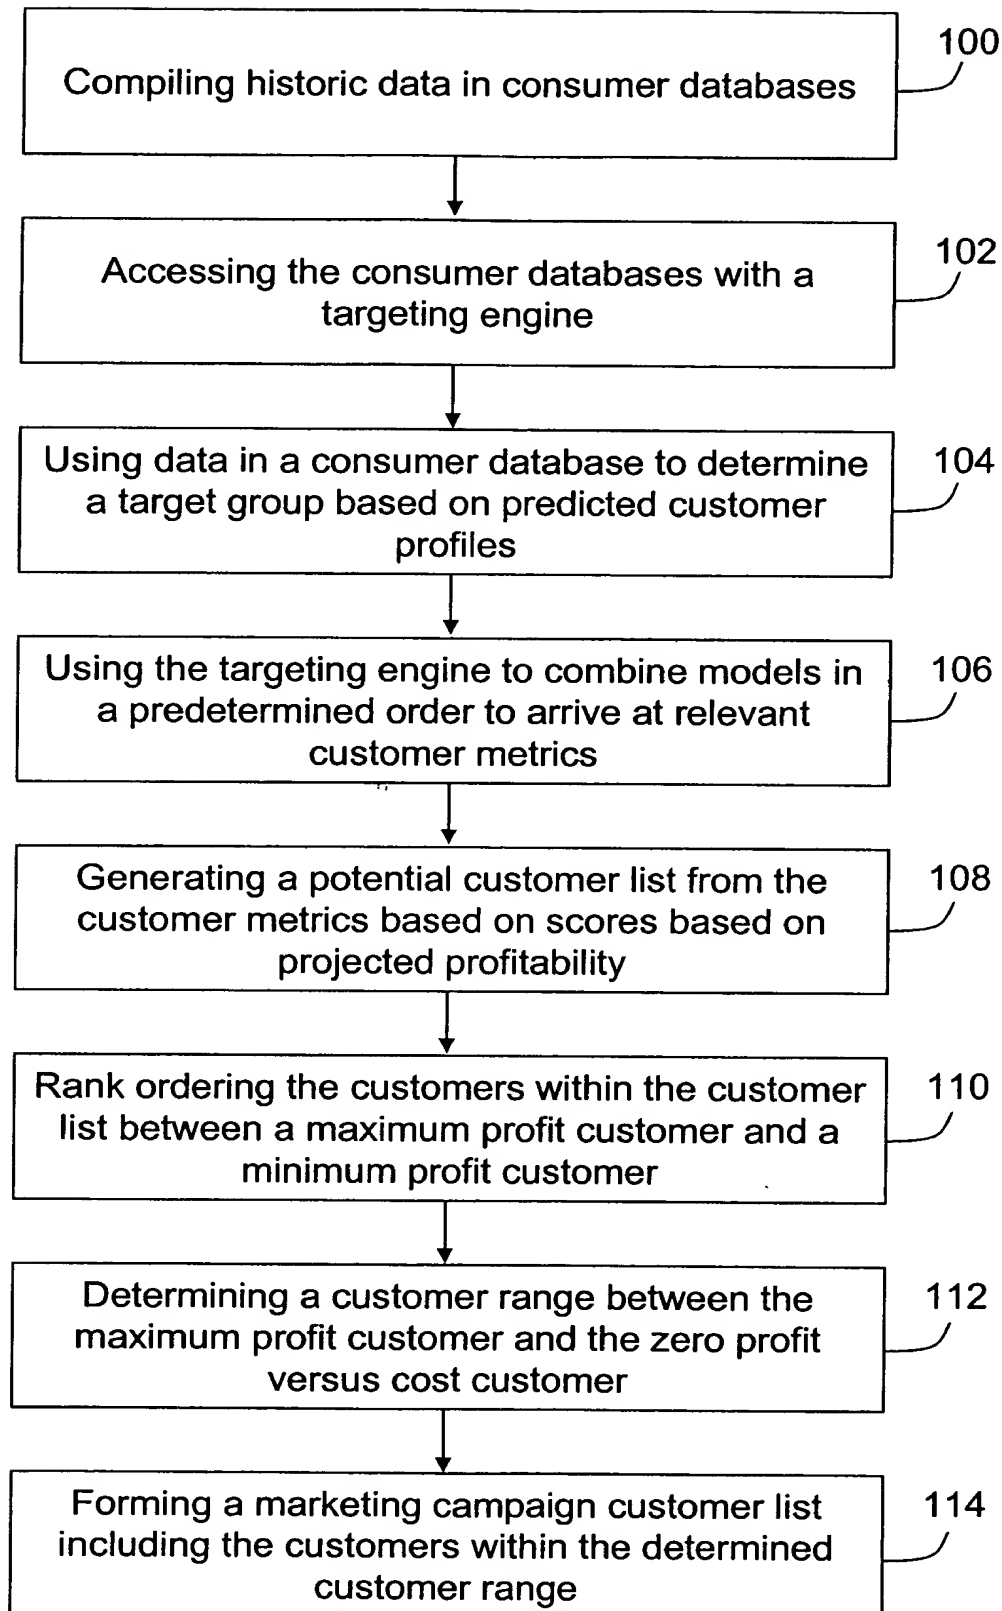 Compiling historic data in consumer databases
100
Accessing the consumer databases with a
targeting engine
102
Using data in a consumer database to determine
a target group based on predicted customer
profiles
104
Using the targeting engine to combine models in
a predetermined order to arrive at relevant
customer metrics
106
Generating a potential customer list from the
customer metrics based on scores based on
projected profitability
108
Rank ordering the customers within the customer
list between a maximum profit customer and a
minimum profit customer
110
Determining a customer range between the
maximum profit customer and the zero profit
versus cost customer
112
Forming a marketing campaign customer list
including the customers within the determined
customer range
114